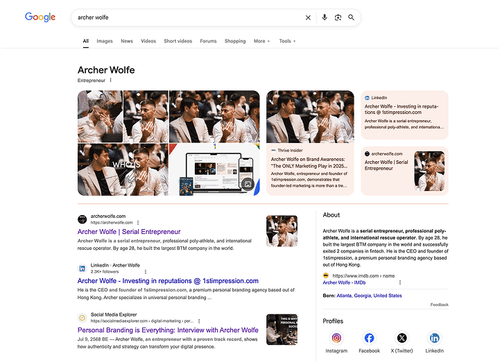 Google
archer wolfe
All
Images
News
Videos
Short videos
Forums
Shopping
More
Tools
Archer Wolfe
Entrepreneur
LinkedIn
Archer Wolfe - Investing in reputa-
tions @ 1stimpression.com
Archer Wolfe is a serial entrepreneur,
professional poly-athlete, and internationa...
Thrive Insider
Archer Wolfe on Brand Awareness:
"The ONLY Marketing Play in 2025...
Archer Wolfe, entrepreneur and founder of
1stimpression.com, demonstrates that
founder-led marketing is more than a tre...
archerwolfe.com
Archer Wolfe | Serial
Entrepreneur
WHO IS
archerwolfe.com
https://archerwolfe.com
Archer Wolfe | Serial Entrepreneur
Archer Wolfe is a serial entrepreneur, professional poly-athlete, and international
rescue operator. By age 28, he built the largest BTM company in the world.
LinkedIn · Archer Wolfe
2.3K+ followers
Archer Wolfe - Investing in reputations @ 1stimpression.com
He is the CEO and founder of 1stimpression.com, a premium personal branding agency based
out of Hong Kong. Archer specializes in universal personal branding ...
Social Media Explorer
https://socialmediaexplorer.com › digital-marketing › per...
Personal Branding is Everything: Interview with Archer Wolfe
Jul 9, 2568 BE — Archer Wolfe, an entrepreneur with a proven track record, shows
how authenticity and strategy can transform your digital presence.
About
Archer Wolfe is a serial entrepreneur, professional poly-
athlete, and international rescue operator. By age 28, he
built the largest BTM company in the world and successfully
exited 2 companies in fintech. He is the CEO and founder of
1stimpression.com, a premium personal branding agency based
out of Hong Kong.
https://www.imdb.com › name
Archer Wolfe - IMDb
Born: Atlanta, Georgia, United States
Feedback
Profiles
Instagram
Facebook
X (Twitter)
LinkedIn